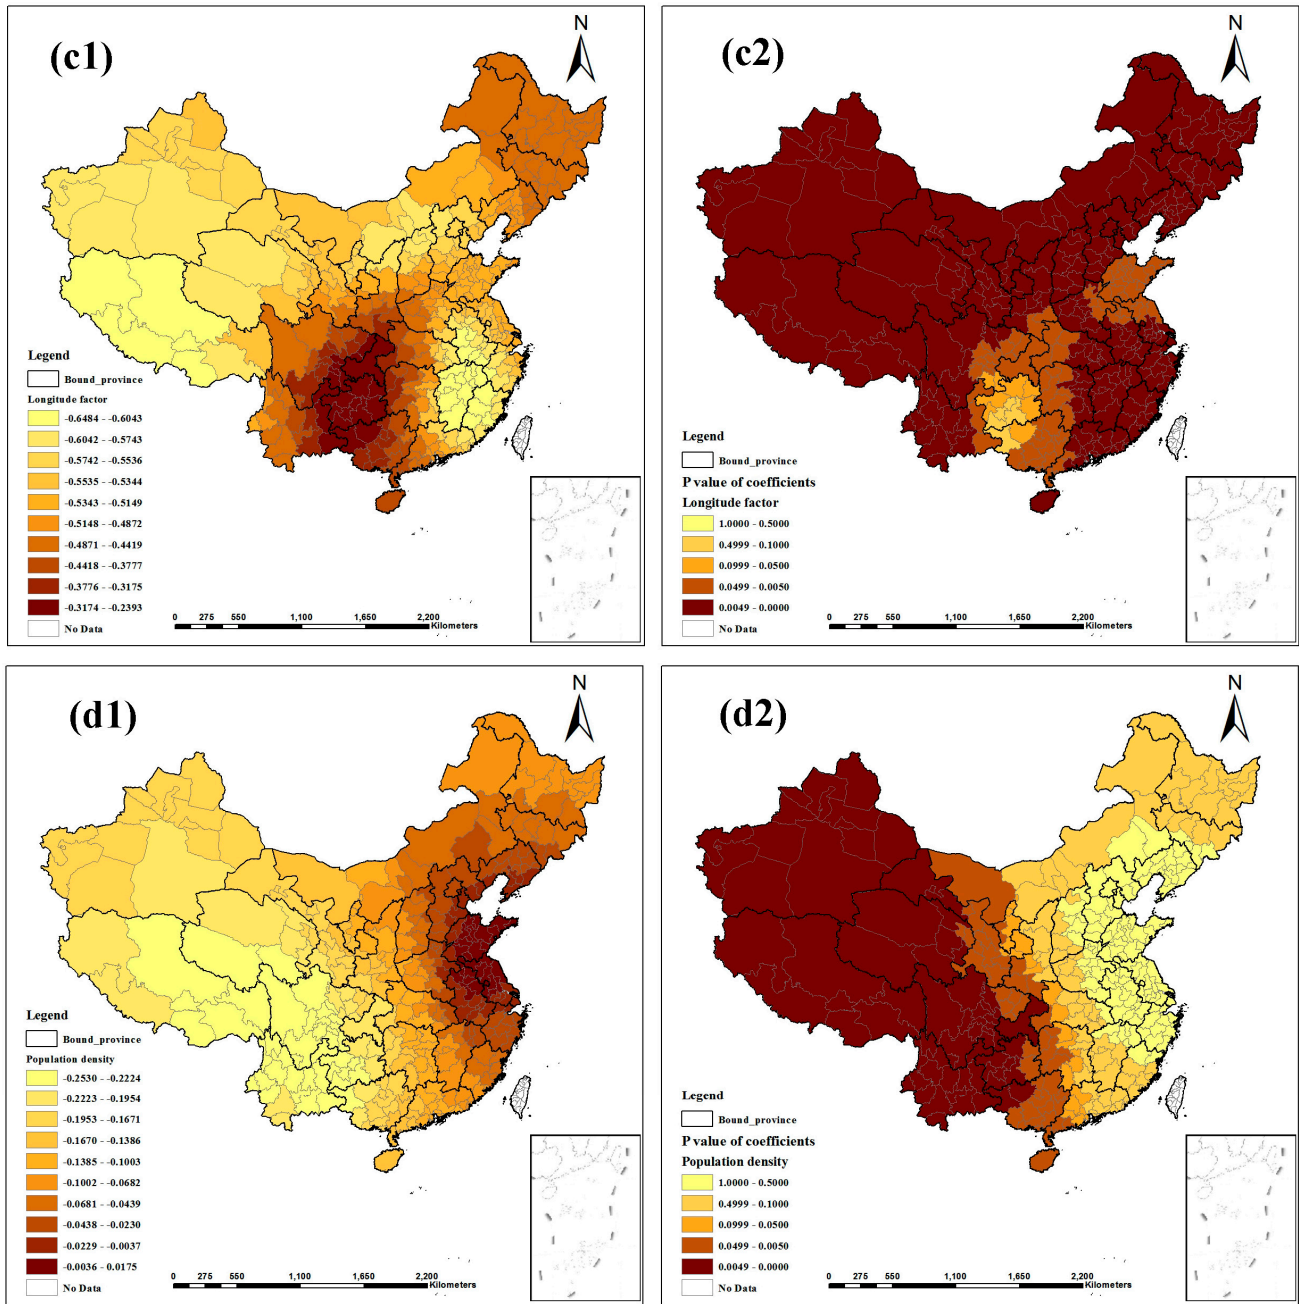 (c1)
N
Legend
Bound_province
Longitude factor
-0.6484 - -0.6043
-0.6042 - -0.5743
-0.5742 - -0.5536
-0.5535 - -0.5344
-0.5343 - -0.5149
-0.5148 - -0.4872
-0.4871 - -0.4419
-0.4418 - -0.3777
-0.3776 - -0.3175
-0.3174 - -0.2393
No Data
0 275 550 1,100 1,650 2,200
Kilometers
(c2)
N
Legend
Bound_province
P value of coefficients
Longitude factor
1.0000 - 0.5000
0.4999 - 0.1000
0.0999 - 0.0500
0.0499 - 0.0050
0.0049 - 0.0000
No Data
0 275 550 1,100 1,650 2,200
Kilometers
(d1)
N
Legend
Bound_province
Population density
-0.2530 - -0.2224
-0.2223 - -0.1954
-0.1953 - -0.1671
-0.1670 - -0.1386
-0.1385 - -0.1003
-0.1002 - -0.0682
-0.0681 - -0.0439
-0.0438 - -0.0230
-0.0229 - -0.0037
-0.0036 - 0.0175
No Data
0 275 550 1,100 1,650 2,200
Kilometers
(d2)
N
Legend
Bound_province
P value of coefficients
Population density
1.0000 - 0.5000
0.4999 - 0.1000
0.0999 - 0.0500
0.0499 - 0.0050
0.0049 - 0.0000
No Data
0 275 550 1,100 1,650 2,200
Kilometers